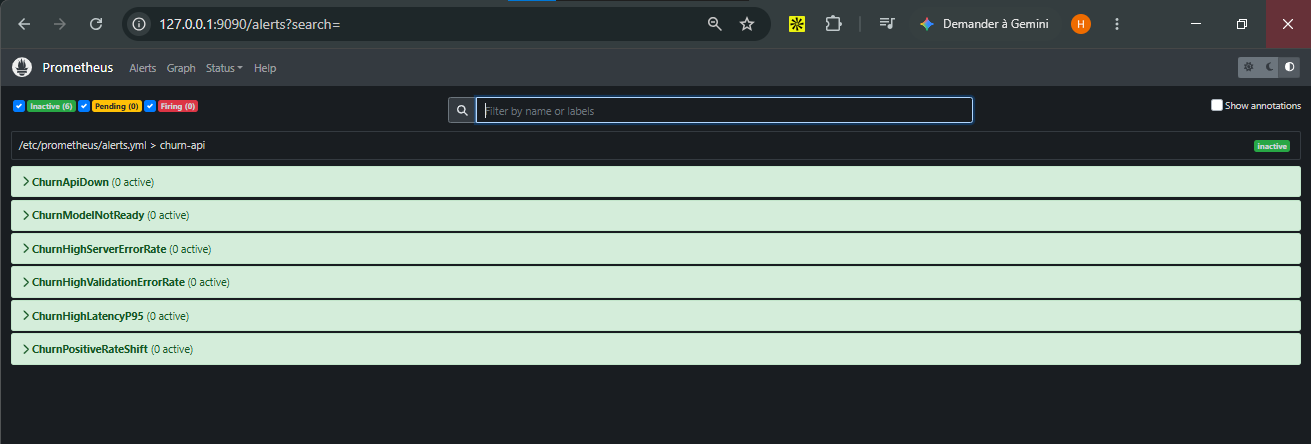 127.0.0.1:9090/alerts?search=
Demander à Gemini
H
Prometheus Alerts Graph Status Help
Inactive (6) Pending (0) Firing (0)
Filter by name or labels
Show annotations
/etc/prometheus/alerts.yml > churn-api
inactive
ChurnApiDown (0 active)
ChurnModelNotReady (0 active)
ChurnHighServerErrorRate (0 active)
ChurnHighValidationErrorRate (0 active)
ChurnHighLatencyP95 (0 active)
ChurnPositiveRateShift (0 active)